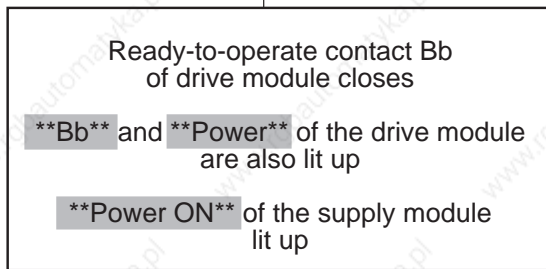 Ready-to-operate contact Bb
of drive module closes
**Bb** and **Power** of the drive module
are also lit up
**Power ON** of the supply module
lit up